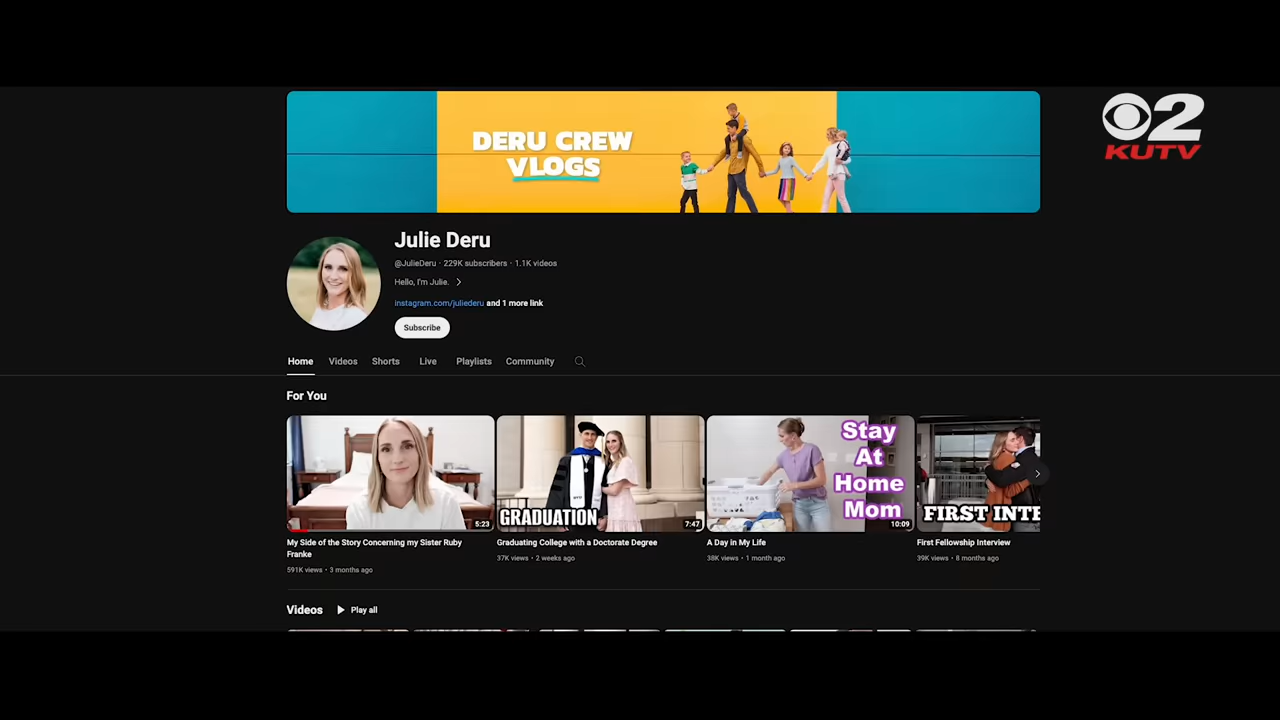 2
KUTV
DERU CREW
VLOGS
Julie Deru
@JulieDeru · 229K subscribers · 1.1K videos
Hello, I'm Julie.
instagram.com/juliederu and 1 more link
Subscribe
Home Videos Shorts Live Playlists Community
For You
Stay
At
Home
Mom
GRADUATION
FIRST INTE
5:23
7:47
10:09
My Side of the Story Concerning my Sister Ruby
Franke
591K views · 3 months ago
Graduating College with a Doctorate Degree
37K views · 2 weeks ago
A Day in My Life
38K views · 1 month ago
First Fellowship Interview
39K views · 8 months ago
Videos Play all